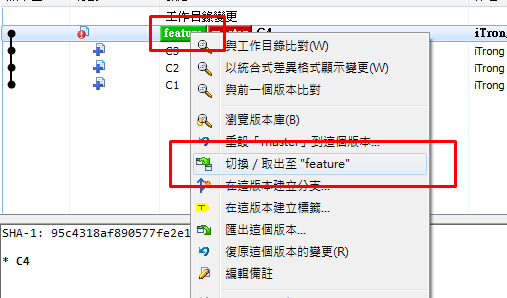 工作目錄變更
feature C4 iTrong
與工作目錄比對(W)
C3 iTrong
以統合式差異格式顯示變更(W)
C2 iTrong
與前一個版本比對
C1 iTrong
瀏覽版本庫(B)
重設「master」到這個版本...
切換 / 取出至 "feature"
在這版本建立分支...
在這版本建立標籤...
匯出這個版本...
復原這個版本的變更(R)
編輯備註
SHA-1: 95c4318af890577fe2e1
* C4